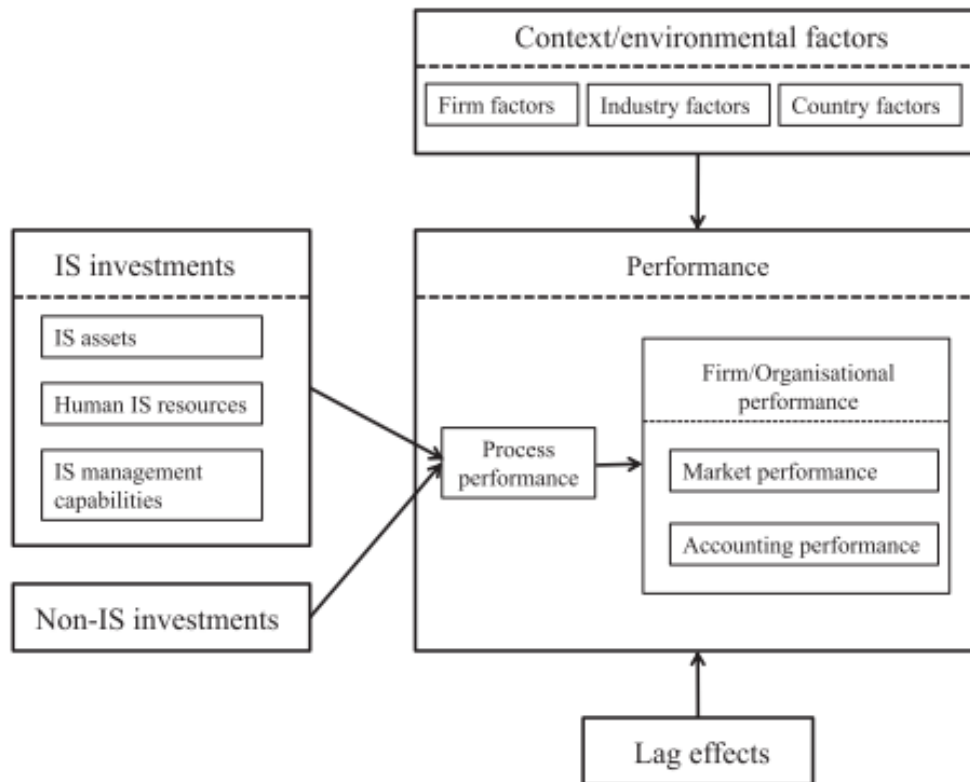 Context/environmental factors
Firm factors
Industry factors
Country factors
IS investments
IS assets
Human IS resources
IS management
capabilities
Non-IS investments
Performance
Process
performance
Firm/Organisational
performance
Market performance
Accounting performance
Lag effects